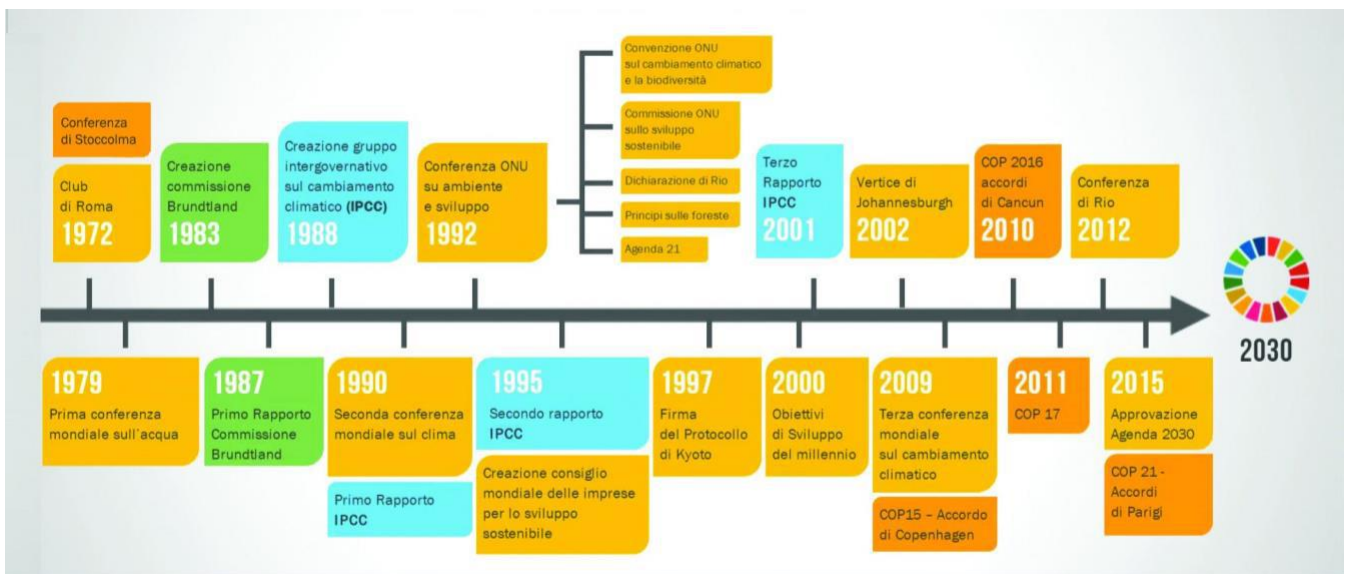 Conferenza
di Stoccolma
Club
di Roma
1972
Creazione
commissione
Brundtland
1983
Creazione gruppo
intergovernativo
sul cambiamento
climatico (IPCC)
1988
Conferenza ONU
su ambiente
e sviluppo
1992
Convenzione ONU
sul cambiamento climatico
e la biodiversità
Commissione ONU
sullo sviluppo
sostenibile
Dichiarazione di Rio
Principi sulle foreste
Agenda 21
Terzo
Rapporto
IPCC
2001
Vertice di
Johannesburgh
2002
COP 2016
accordi
di Cancun
2010
Conferenza
di Rio
2012
2030
1979
Prima conferenza
mondiale sull´acqua
1987
Primo Rapporto
Commissione
Brundtland
1990
Seconda conferenza
mondiale sul clima
Primo Rapporto
IPCC
1995
Secondo rapporto
IPCC
Creazione consiglio
mondiale delle imprese
per lo sviluppo
sostenibile
1997
Firma
del Protocollo
di Kyoto
2000
Obiettivi
di Sviluppo
del millennio
2009
Terza conferenza
mondiale
sul cambiamento
climatico
COP15 – Accordo
di Copenhagen
2011
COP 17
2015
Approvazione
Agenda 2030
COP 21 -
Accordi
di Parigi